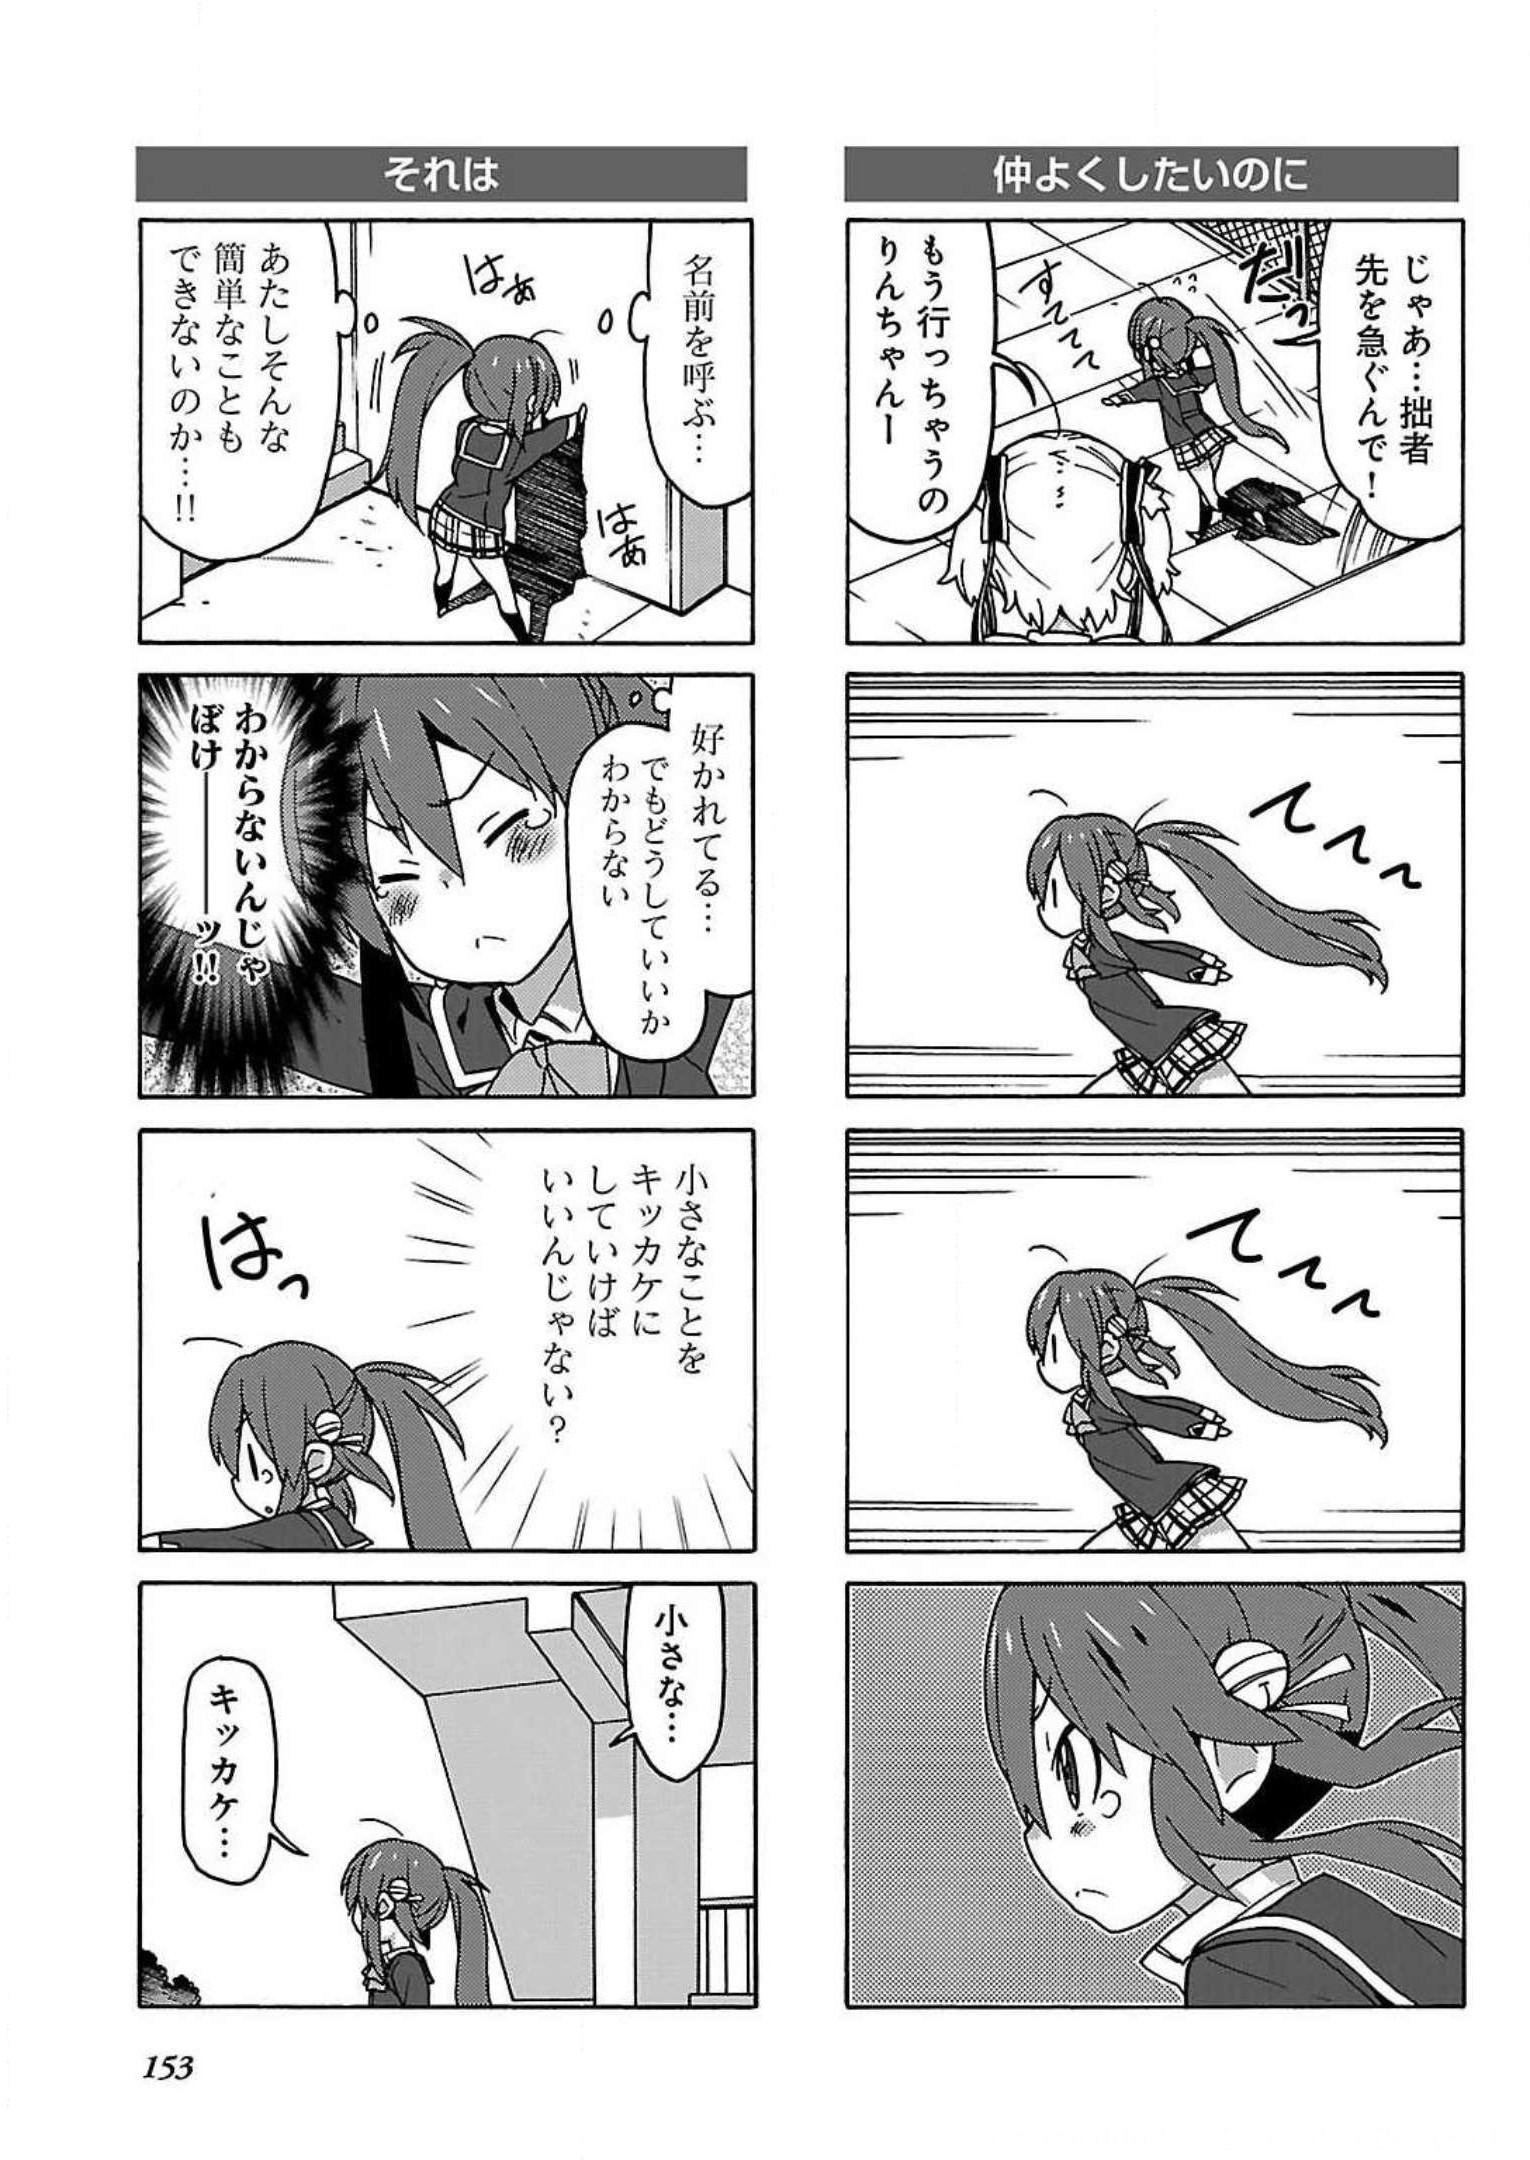 仲よくしたいのに
じゃあ…拙者
先を急ぐんで!
だっ
すててて
もう行っちゃうの
りんちゃんー
て〜〜
て〜〜
それは
名前を呼ぶ…
はぁ
はぁ
あたしそんな
簡単なことも
できないのか…!!
好かれてる…
でもどうしていいか
わからない
わからないんじゃ
ぼけ――――ッ!!
小さなことを
キッカケに
していけば
いいんじゃない?
はっ
小さな…
キッカケ…
153